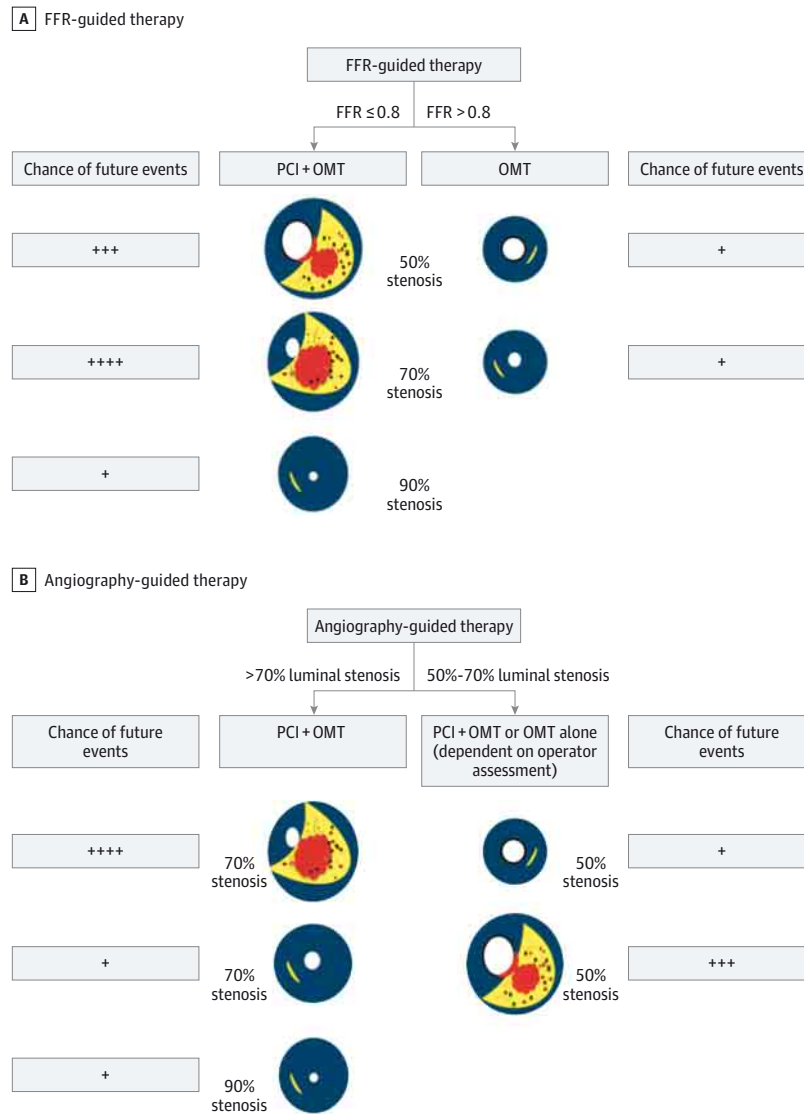 A FFR-guided therapy
FFR-guided therapy
FFR ≤ 0.8 FFR > 0.8
Chance of future events PCI + OMT OMT Chance of future events
+++ 50% +
stenosis
++++ 70% +
stenosis
+ 90%
stenosis
B Angiography-guided therapy
Angiography-guided therapy
>70% luminal stenosis 50%-70% luminal stenosis
Chance of future
events
PCI + OMT
PCI + OMT or OMT alone
(dependent on operator
assessment)
Chance of future
events
++++
70%
stenosis
50%
stenosis
+
+
70%
stenosis
50%
stenosis
+++
+
90%
stenosis